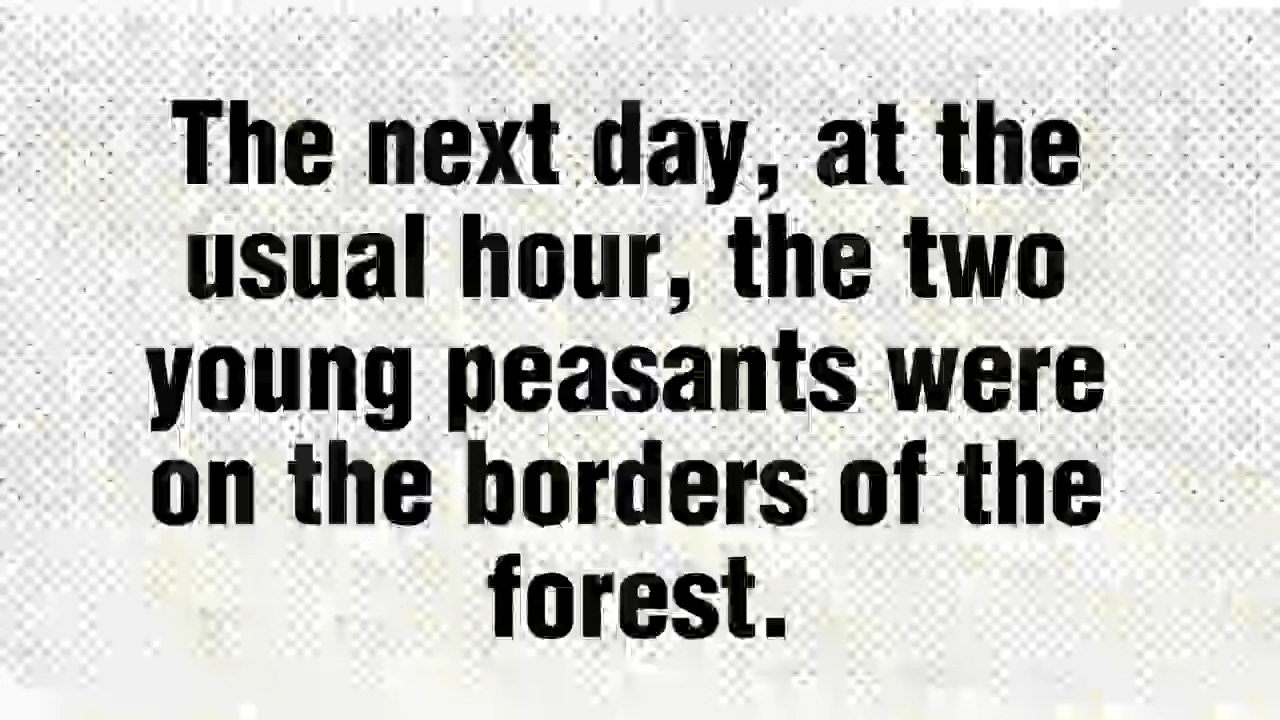 The next day, at the
usual hour, the two
young peasants were
on the borders of the
forest.